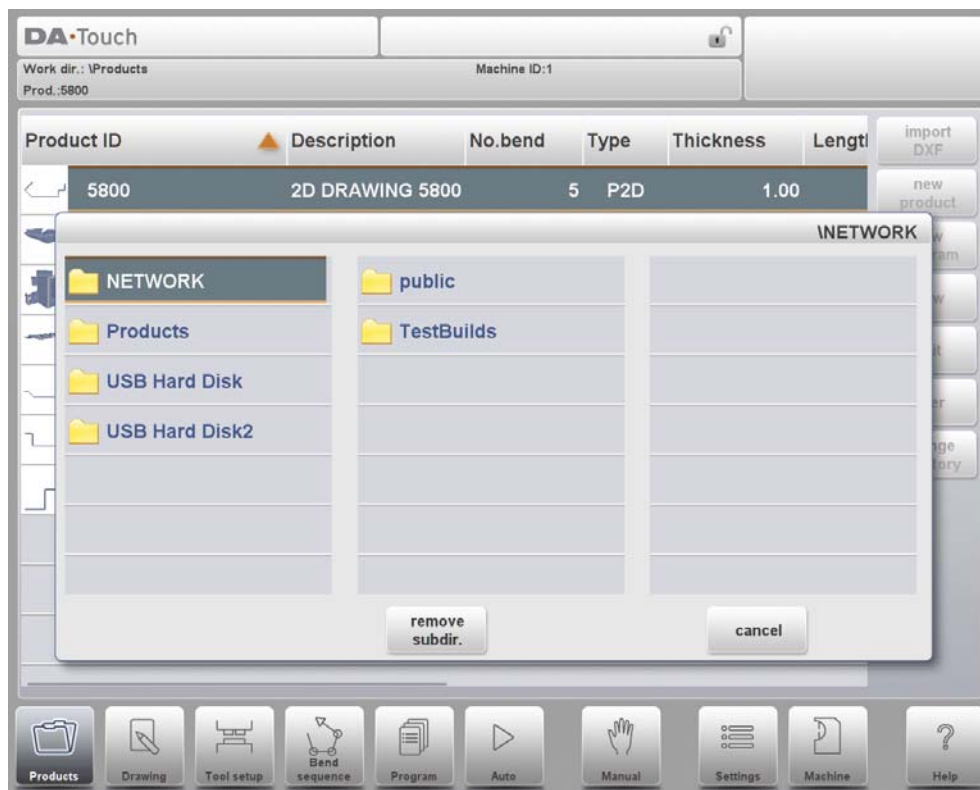 DA·Touch
Work dir.: \Products Machine ID:1
Prod.:5800
Product ID Description No.bend Type Thickness Lengt
import
DXF
5800 2D DRAWING 5800 5 P2D 1.00
new
product
\NETWORK
NETWORK public
Products TestBuilds
USB Hard Disk
USB Hard Disk2
remove
subdir.
cancel
Products
Drawing
Tool setup
Bend
sequence
Program
Auto
Manual
Settings
Machine
Help